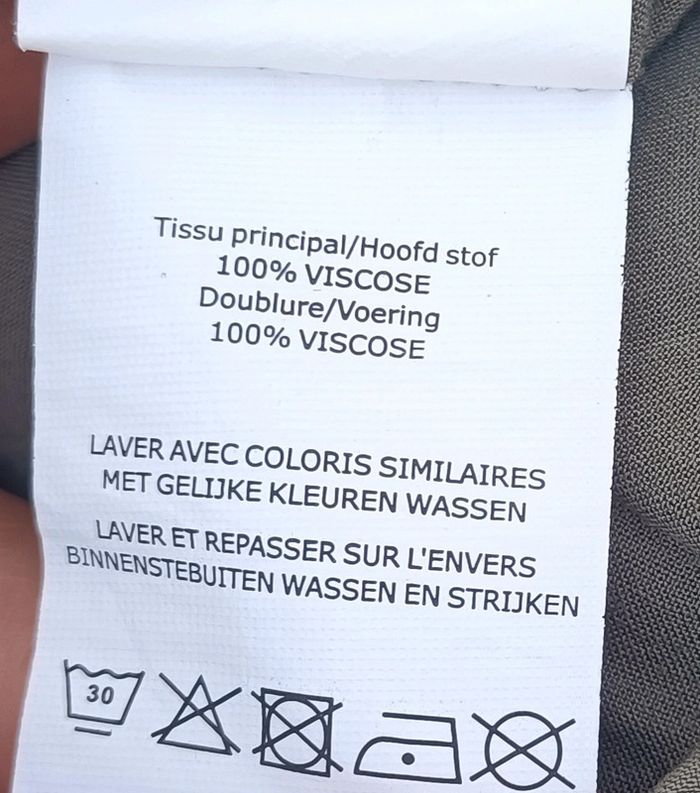 Tissu principal/Hoofd stof
100% VISCOSE
Doublure/Voering
100% VISCOSE
LAVER AVEC COLORIS SIMILAIRES
MET GELIJKE KLEUREN WASSEN
LAVER ET REPASSER SUR L'ENVERS
BINNENSTEBUITEN WASSEN EN STRIJKEN
30